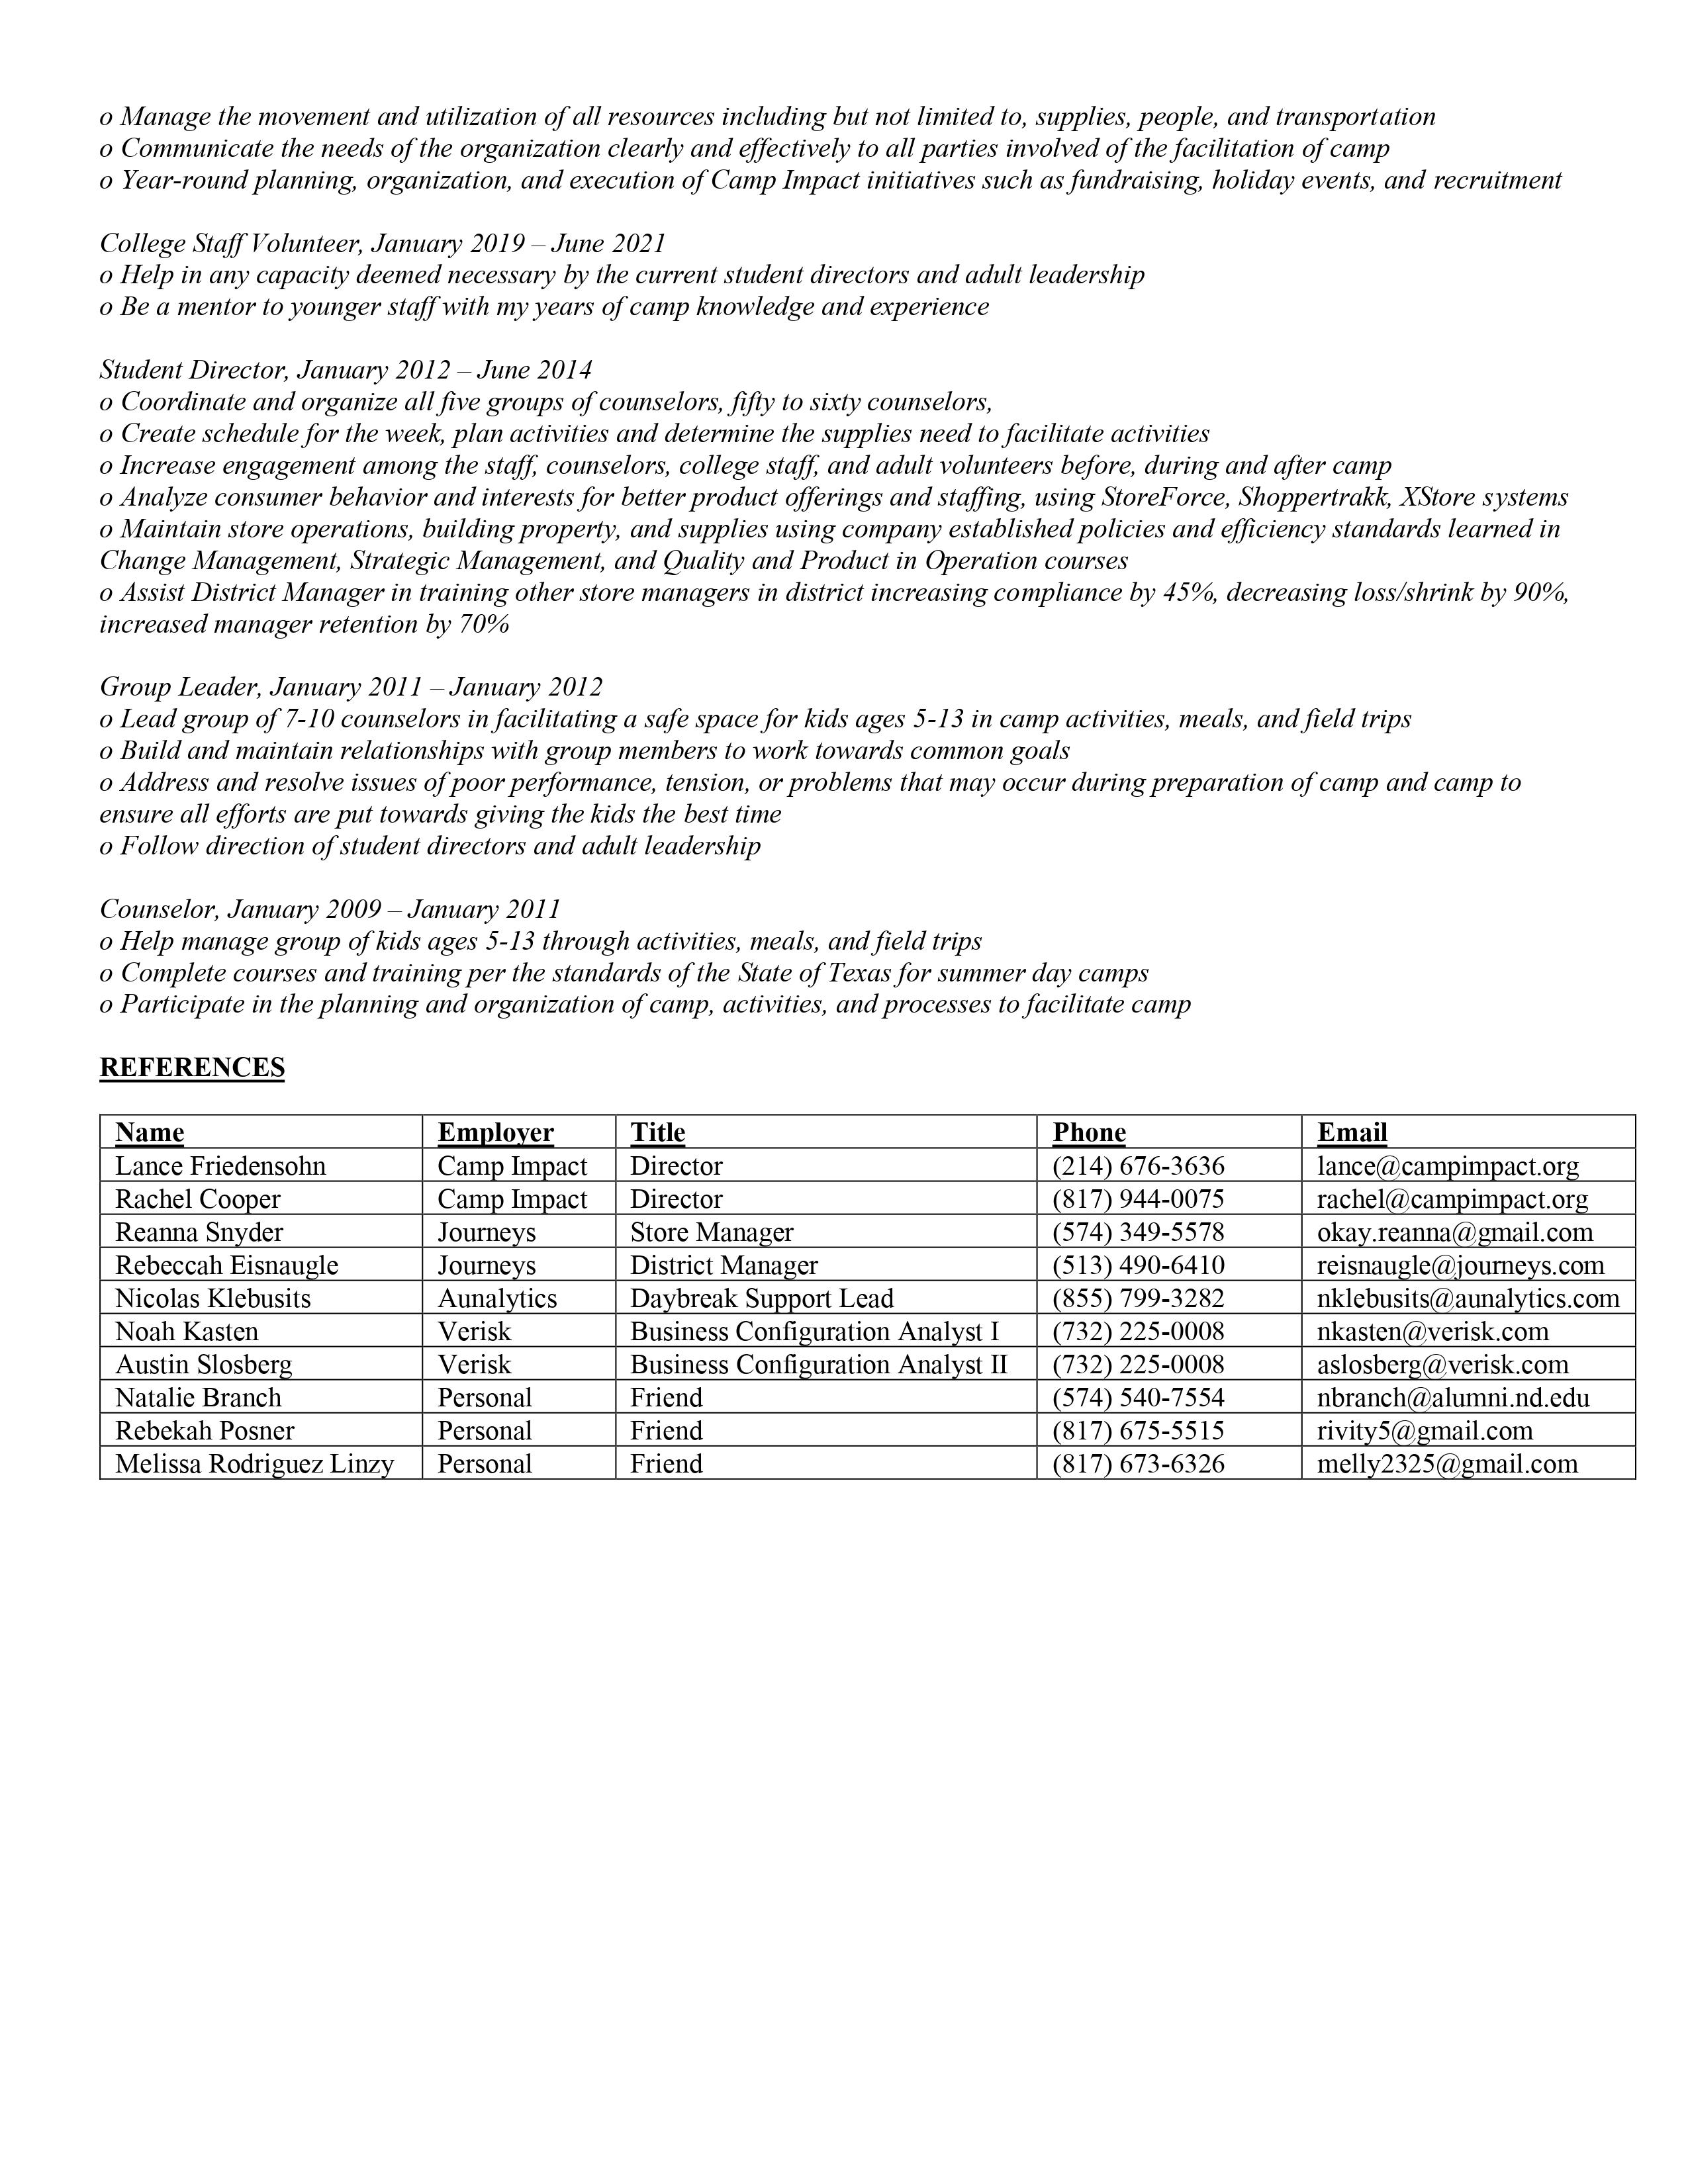 o Manage the movement and utilization of all resources including but not limited to, supplies, people, and transportation
o Communicate the needs of the organization clearly and effectively to all parties involved of the facilitation of camp
o Year-round planning, organization, and execution of Camp Impact initiatives such as fundraising, holiday events, and recruitment
College Staff Volunteer, January 2019 – June 2021
o Help in any capacity deemed necessary by the current student directors and adult leadership
o Be a mentor to younger staff with my years of camp knowledge and experience
Student Director, January 2012 – June 2014
o Coordinate and organize all five groups of counselors, fifty to sixty counselors,
o Create schedule for the week, plan activities and determine the supplies need to facilitate activities
o Increase engagement among the staff, counselors, college staff, and adult volunteers before, during and after camp
o Analyze consumer behavior and interests for better product offerings and staffing, using StoreForce, Shoppertrakk, XStore systems
o Maintain store operations, building property, and supplies using company established policies and efficiency standards learned in
Change Management, Strategic Management, and Quality and Product in Operation courses
o Assist District Manager in training other store managers in district increasing compliance by 45%, decreasing loss/shrink by 90%,
increased manager retention by 70%
Group Leader, January 2011 – January 2012
o Lead group of 7-10 counselors in facilitating a safe space for kids ages 5-13 in camp activities, meals, and field trips
o Build and maintain relationships with group members to work towards common goals
o Address and resolve issues of poor performance, tension, or problems that may occur during preparation of camp and camp to
ensure all efforts are put towards giving the kids the best time
o Follow direction of student directors and adult leadership
Counselor, January 2009 – January 2011
o Help manage group of kids ages 5-13 through activities, meals, and field trips
o Complete courses and training per the standards of the State of Texas for summer day camps
o Participate in the planning and organization of camp, activities, and processes to facilitate camp
REFERENCES
Name Employer Title Phone Email
Lance Friedensohn Camp Impact Director (214) 676-3636 lance@campimpact.org
Rachel Cooper Camp Impact Director (817) 944-0075 rachel@campimpact.org
Reanna Snyder Journeys Store Manager (574) 349-5578 okay.reanna@gmail.com
Rebeccah Eisnaugle Journeys District Manager (513) 490-6410 reisnaugle@journeys.com
Nicolas Klebusits Aunalytics Daybreak Support Lead (855) 799-3282 nklebusits@aunalytics.com
Noah Kasten Verisk Business Configuration Analyst I (732) 225-0008 nkasten@verisk.com
Austin Slosberg Verisk Business Configuration Analyst II (732) 225-0008 aslosberg@verisk.com
Natalie Branch Personal Friend (574) 540-7554 nbranch@alumni.nd.edu
Rebekah Posner Personal Friend (817) 675-5515 rivity5@gmail.com
Melissa Rodriguez Linzy Personal Friend (817) 673-6326 melly2325@gmail.com